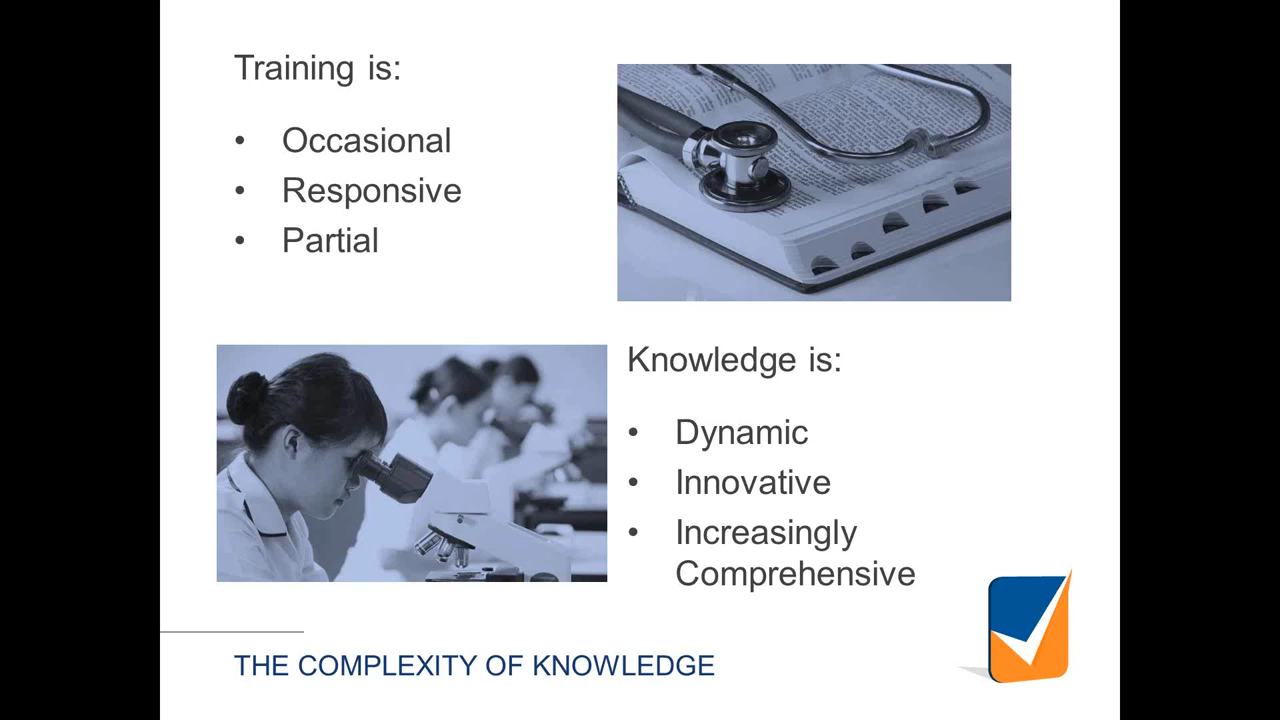 Training is:
• Occasional
• Responsive
• Partial
Knowledge is:
• Dynamic
• Innovative
• Increasingly
Comprehensive
THE COMPLEXITY OF KNOWLEDGE